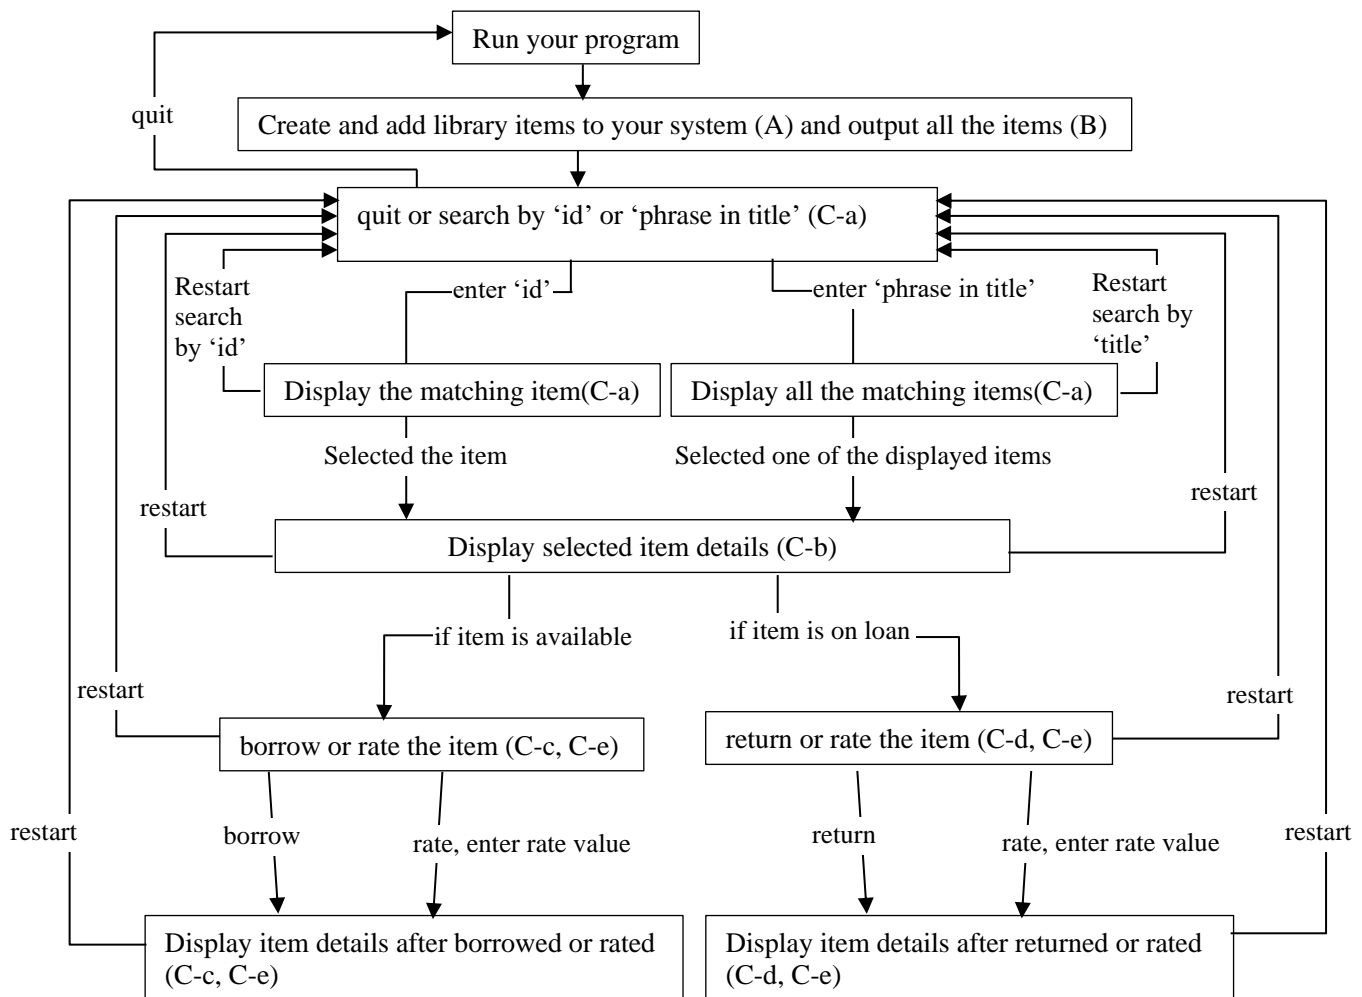 Run your program
quit
Create and add library items to your system (A) and output all the items (B)
quit or search by ‘id’ or ‘phrase in title’ (C-a)
Restart
search
by ‘id’
enter ‘id’
enter ‘phrase in title’
Restart
search by
‘title’
Display the matching item(C-a)
Display all the matching items(C-a)
Selected the item
Selected one of the displayed items
restart
restart
Display selected item details (C-b)
if item is available
if item is on loan
restart
restart
borrow or rate the item (C-c, C-e)
return or rate the item (C-d, C-e)
restart
borrow
rate, enter rate value
return
rate, enter rate value
restart
Display item details after borrowed or rated
(C-c, C-e)
Display item details after returned or rated
(C-d, C-e)